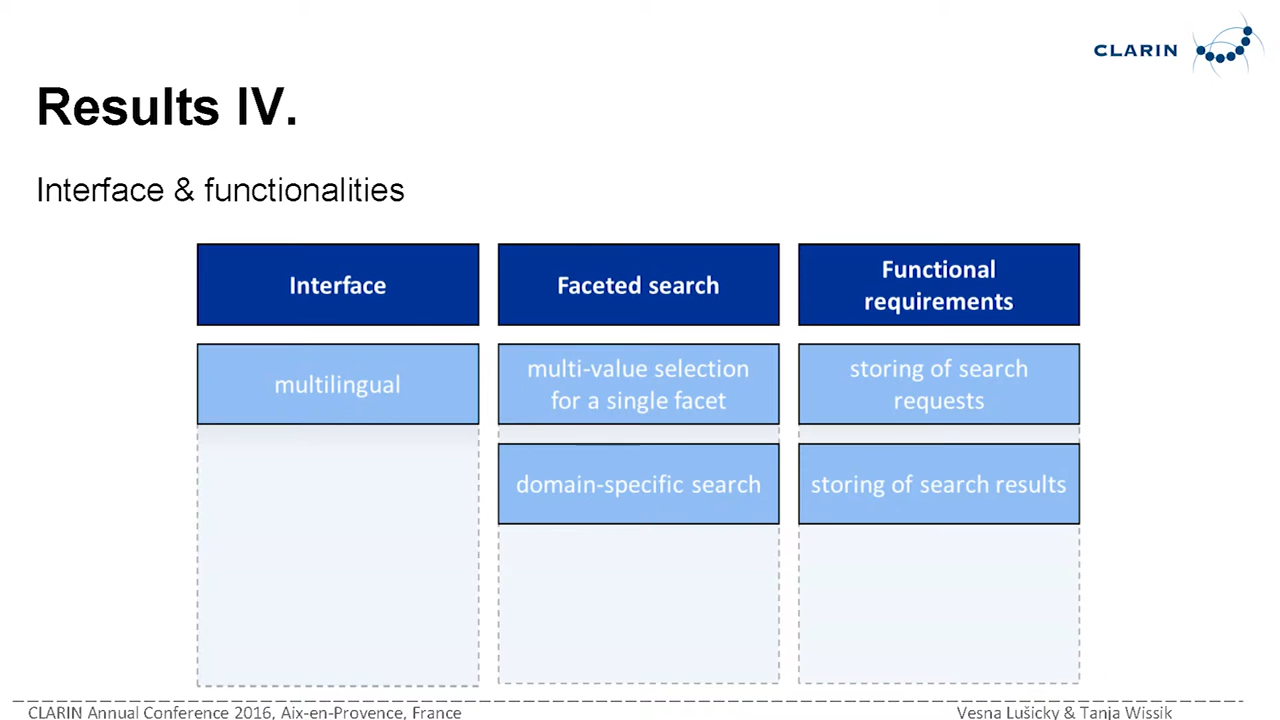 CLARIN
Results IV.
Interface & functionalities
Interface
Faceted search
Functional
requirements
multilingual
multi-value selection
for a single facet
storing of search
requests
domain-specific search
storing of search results
CLARIN Annual Conference 2016, Aix-en-Provence, France
Vesna Lušicky & Tanja Wissik